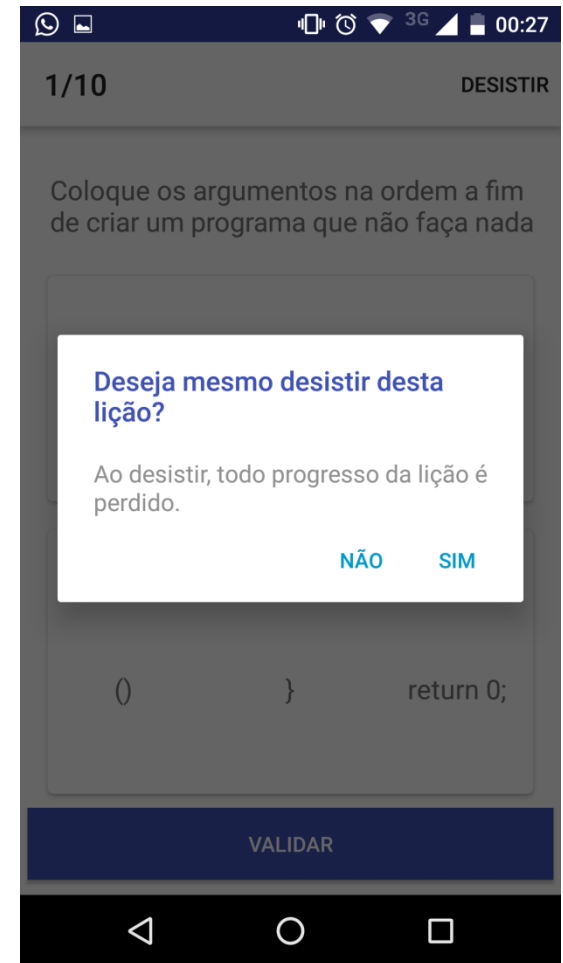 3G 00:27
1/10 DESISTIR
Coloque os argumentos na ordem a fim
de criar um programa que não faça nada
Deseja mesmo desistir desta
lição?
Ao desistir, todo progresso da lição é
perdido.
NÃO SIM
() } return 0;
VALIDAR